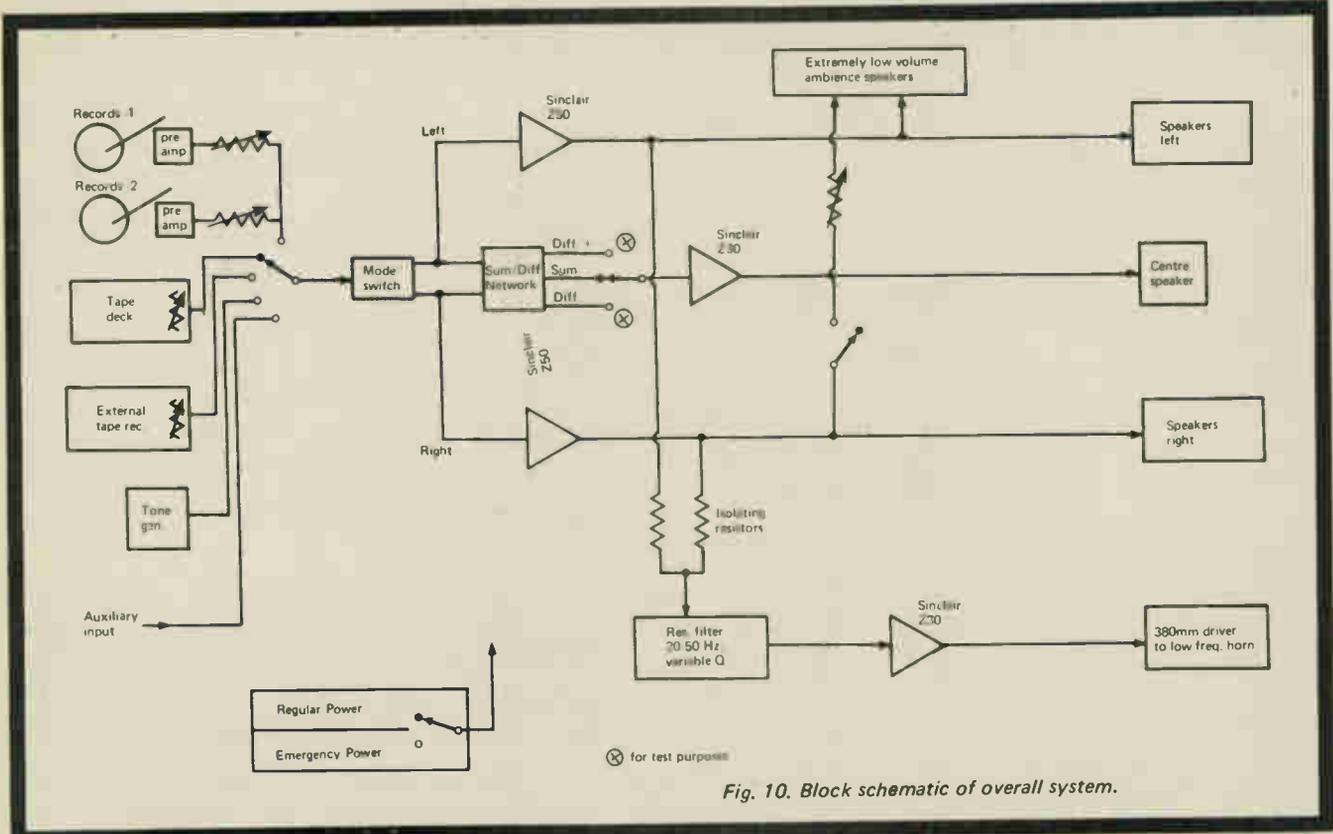 Extremely low volume
ambience speakers
Records 1
pre
amp
Sinclair
Z50
Left
Speakers
left
Records 2
pre
amp
Sinclair
Z30
Diff +
Sum
Diff
Mode
switch
Sum/Diff
Network
Centre
speaker
Tape
deck
Sinclair
Z50
External
tape rec
Right
Speakers
right
Tone
gen.
Isolating
resistors
Auxiliary
input
Sinclair
Z30
Res. filter
20 50 Hz
variable Q
380mm driver
to low freq. horn
Regular Power
Emergency Power
for test purposes
Fig. 10. Block schematic of overall system.